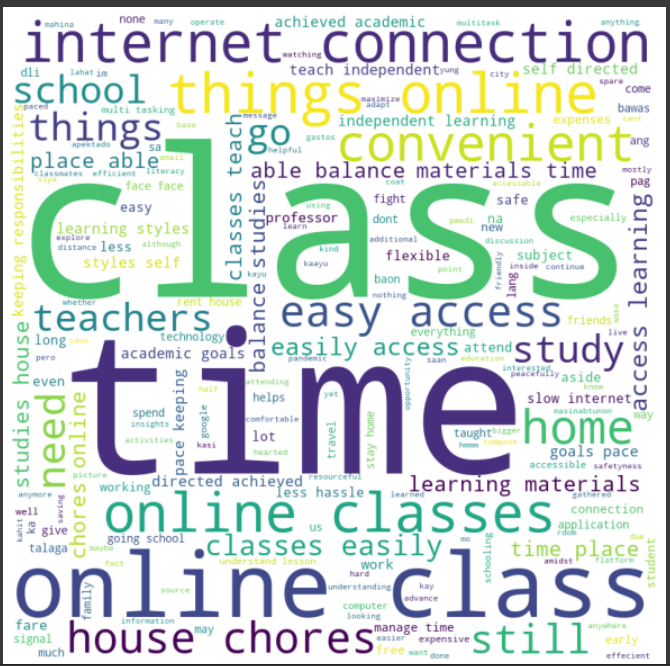 mahina none many operate achieved academic multitask anything
internet connection
dli lahat im watching teach independent yung self directed
school things online city spare come
paced multi tasking maximize adapt expenses cant
things base message go independent learning bawas
apektado sa helpful gastos convenient ang
place able email able balance materials time mostly
classmates efficient literacy
siya face face coat fight accessable safe pag
keeping responsibilities
class
easy classes teach professor using dont pwedi na especially
learning styles learn new discussion
explore although additional flexible subject
distance less styles self kind kaayu lang inside continue
kayu baon point friendly
whether rent house nothing
balance studies
access learning
teachers easy access friends wake
long technology everything live
pero save academic goals easily access attend study
studies house
even pandemic saan education interested peacefully aside
half attending yet opportunity know slow internet
time
need
chores online
pace keeping
google
spend helps travel stay home masinabtunon way
insights comfortable taught bigger home
activities kasi lot hearted hmmm compose goals pace
picture accessible safetyness
working directed achieyed less hassle resourceful learning materials
anymore learned gathered connection
well saving online classes us application
kahit ka give room due
talaga going school classes easily mo time place
maybe understand lesson work schooling amidst platform student
fact source hard kay anywhere
online class
family understanding advance
computer looking
fare information may manage time early
signal house chores easier expensive still
much free want done effecient